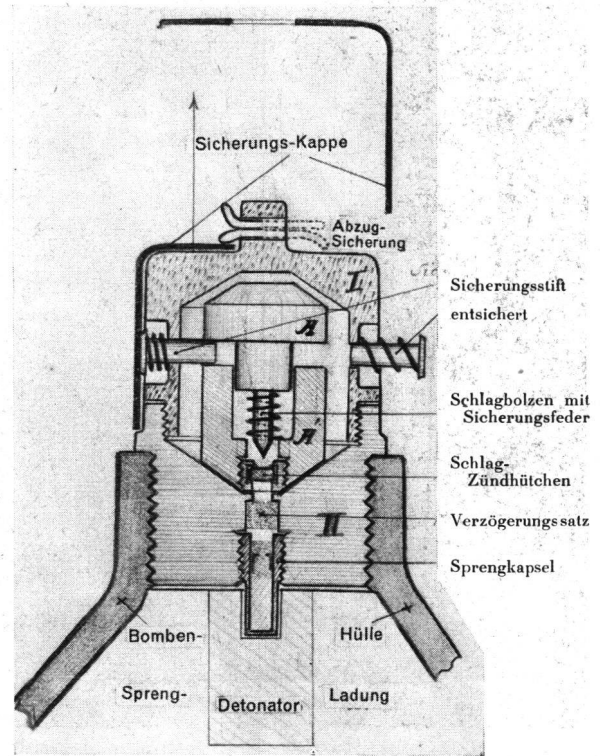 Sicherungs-Kappe
Abzug-
Sicherung
L
Sicherungsstift
entsichert
A
Schlagbolzen mit
Sicherungsfeder
A'
Schlag-
Zündhütchen
Verzögerungssatz
II
Sprengkapsel
Bomben-
Hülle
Spreng-
Detonator
Ladung